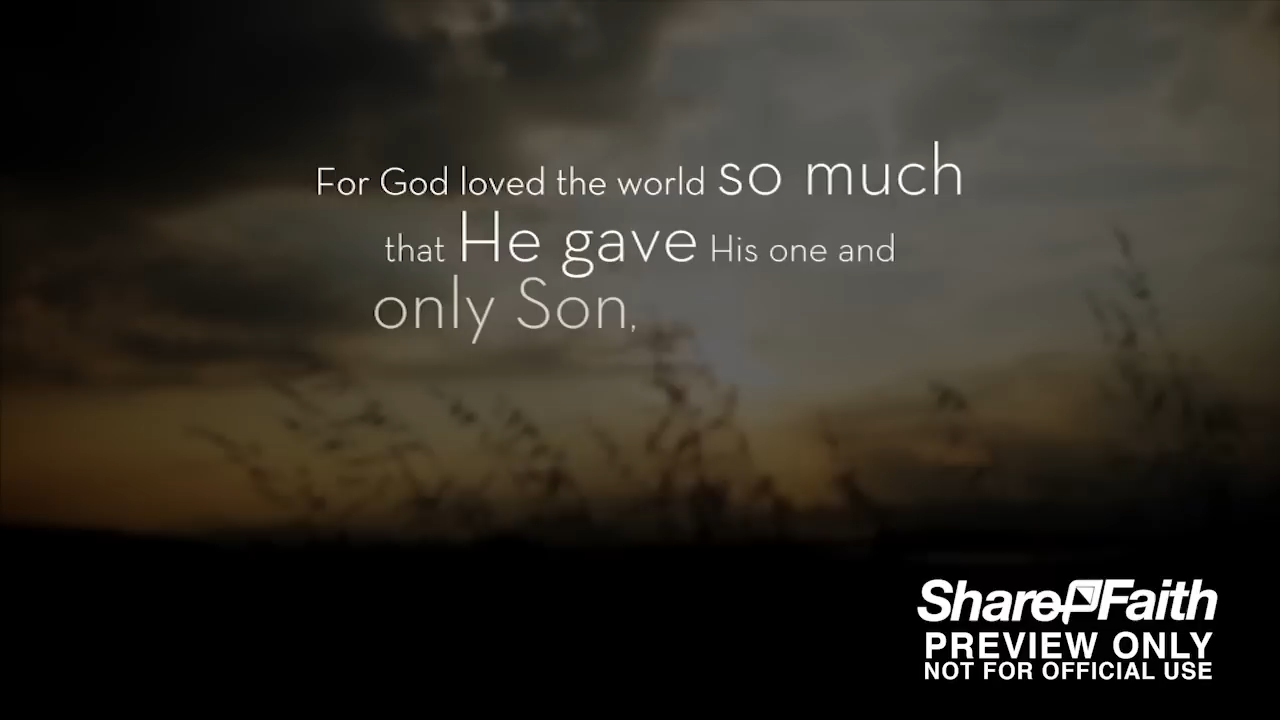 For God loved the world so much
that He gave His one and
only Son,
ShareFaith
PREVIEW ONLY
NOT FOR OFFICIAL USE